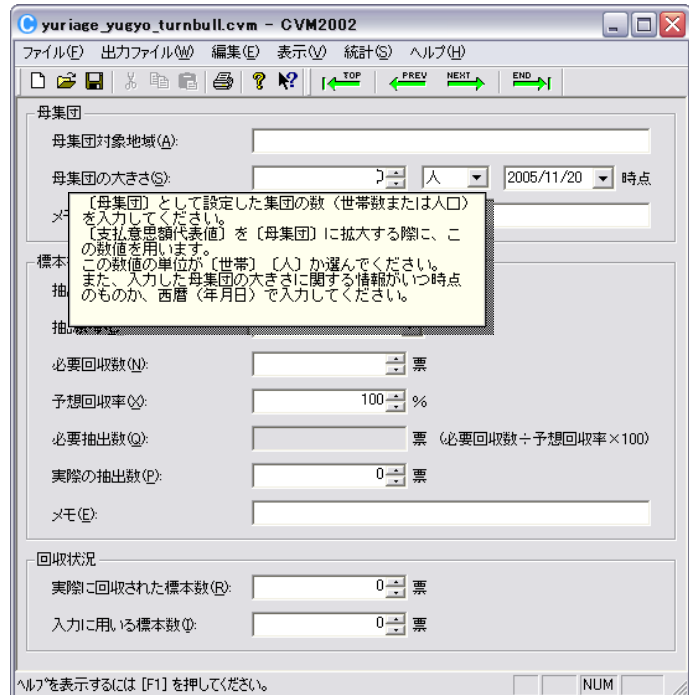 yuriage_yugyo_turnbull.cvm - CVM2002
ファイル(F) 出力ファイル(W) 編集(E) 表示(V) 統計(S) ヘルプ(H)
TOP PREV NEXT END
母集団
母集団対象地域(A):
母集団の大きさ(S): 人 2005/11/20 時点
〔母集団〕として設定した集団の数(世帯数または人口)
を入力してください。
〔支払意思額代表値〕を〔母集団〕に拡大する際に、こ
の数値を用います。
この数値の単位が〔世帯〕〔人〕か選んでください。
また、入力した母集団の大きさに関する情報がいつ時点
のものか、西暦(年月日)で入力してください。
標本
必要回収数(N): 票
予想回収率(X): 100 %
必要抽出数(Q): 票 (必要回収数÷予想回収率×100)
実際の抽出数(P): 0 票
メモ(E):
回収状況
実際に回収された標本数(R): 0 票
入力に用いる標本数(I): 0 票
ヘルプを表示するには [F1] を押してください。 NUM